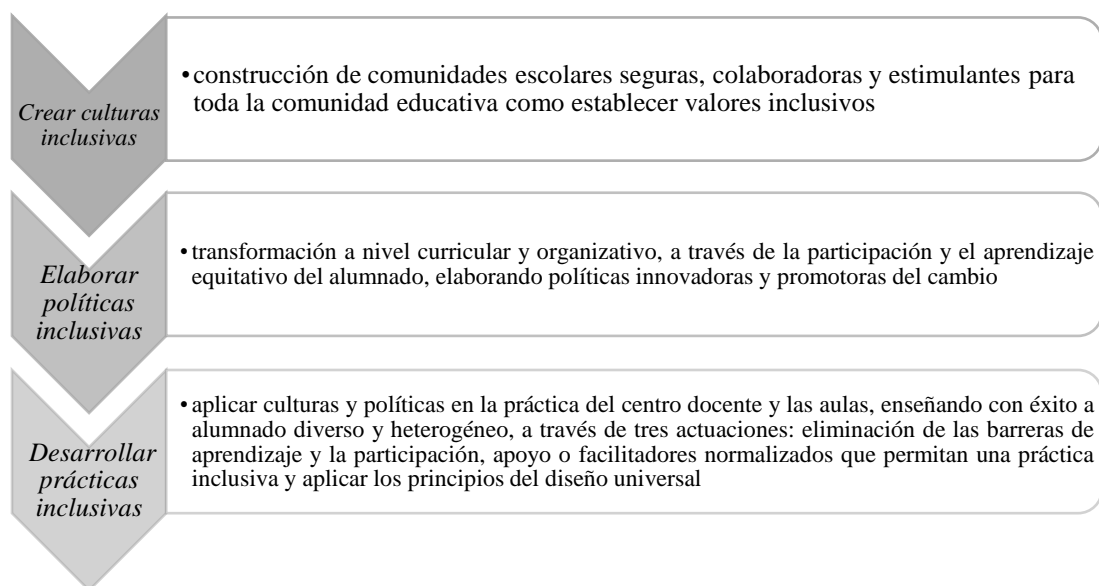 Crear culturas
inclusivas
•construcción de comunidades escolares seguras, colaboradoras y estimulantes para
toda la comunidad educativa como establecer valores inclusivos
Elaborar
políticas
inclusivas
•transformación a nivel curricular y organizativo, a través de la participación y el aprendizaje
equitativo del alumnado, elaborando políticas innovadoras y promotoras del cambio
Desarrollar
prácticas
inclusivas
•aplicar culturas y políticas en la práctica del centro docente y las aulas, enseñando con éxito a
alumnado diverso y heterogéneo, a través de tres actuaciones: eliminación de las barreras de
aprendizaje y la participación, apoyo o facilitadores normalizados que permitan una práctica
inclusiva y aplicar los principios del diseño universal